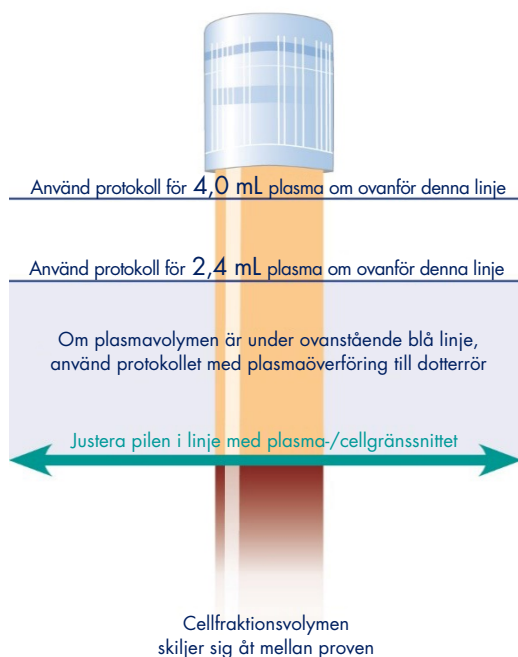 Använd protokoll för 4,0 mL plasma om ovanför denna linje
Använd protokoll för 2,4 mL plasma om ovanför denna linje
Om plasmavolymen är under ovanstående blå linje,
använd protokollet med plasmaöverföring till dotterrör
Justera pilen i linje med plasma-/cellgränssnittet
Cellfraktionsvolymen
skiljer sig åt mellan proven